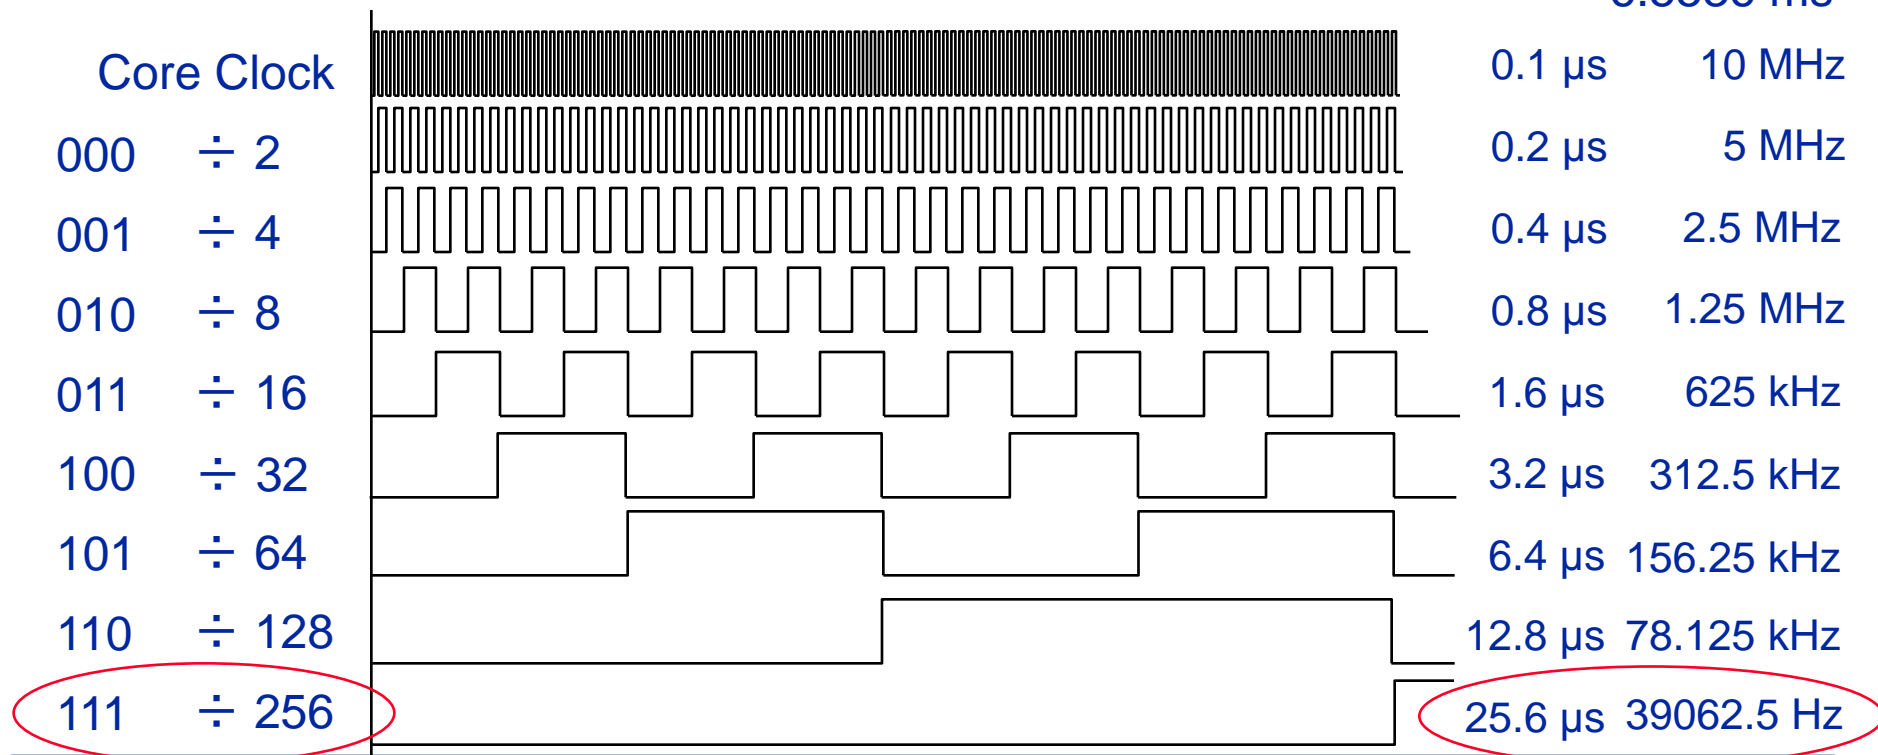 Core Clock 0.1 µs 10 MHz
000 ÷ 2 0.2 µs 5 MHz
001 ÷ 4 0.4 µs 2.5 MHz
010 ÷ 8 0.8 µs 1.25 MHz
011 ÷ 16 1.6 µs 625 kHz
100 ÷ 32 3.2 µs 312.5 kHz
101 ÷ 64 6.4 µs 156.25 kHz
110 ÷ 128 12.8 µs 78.125 kHz
111 ÷ 256 25.6 µs 39062.5 Hz